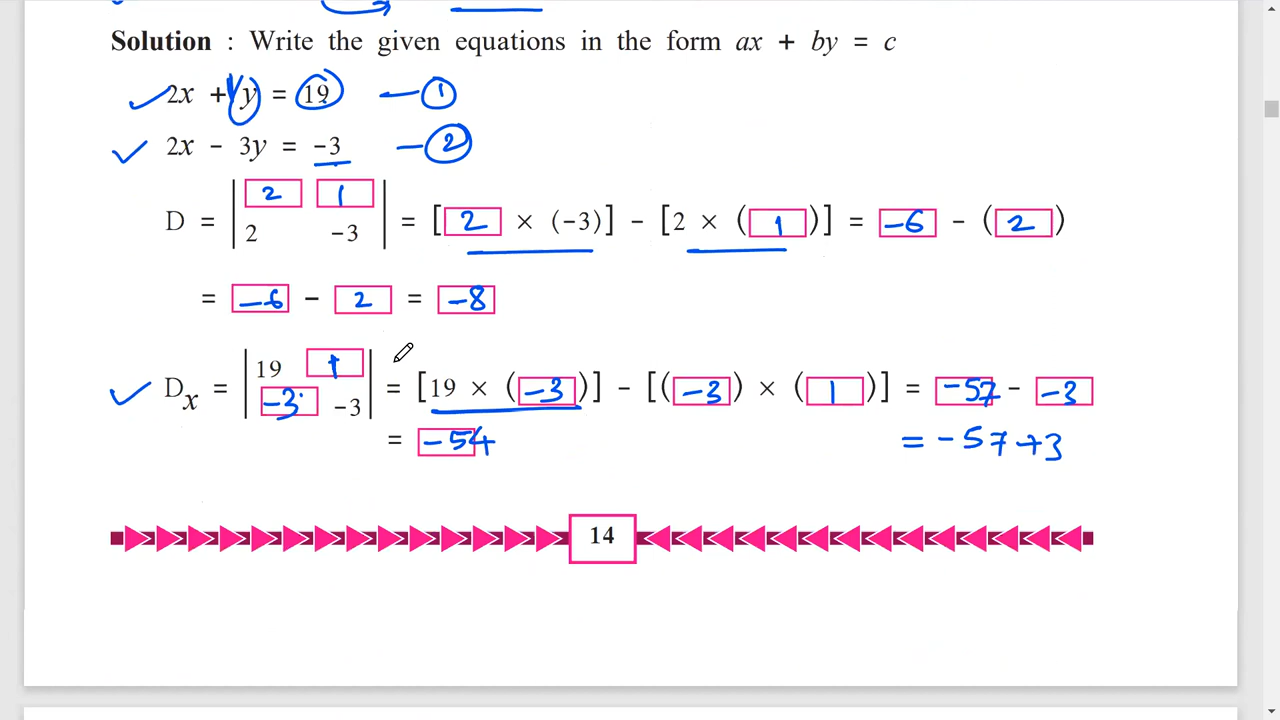 Solution : Write the given equations in the form ax + by = c
2x + 1y = 19 — 1
2x - 3y = -3 — 2
D = | 2 1 | = [ 2 × (-3)] - [2 × ( 1 )] = -6 - ( 2 )
| 2 -3 |
= -6 - 2 = -8
Dx = | 19 1 | = [19 × ( -3 )] - [( -3 ) × ( 1 )] = -57 - -3
| -3 -3 |
= -54 = -57+3
14